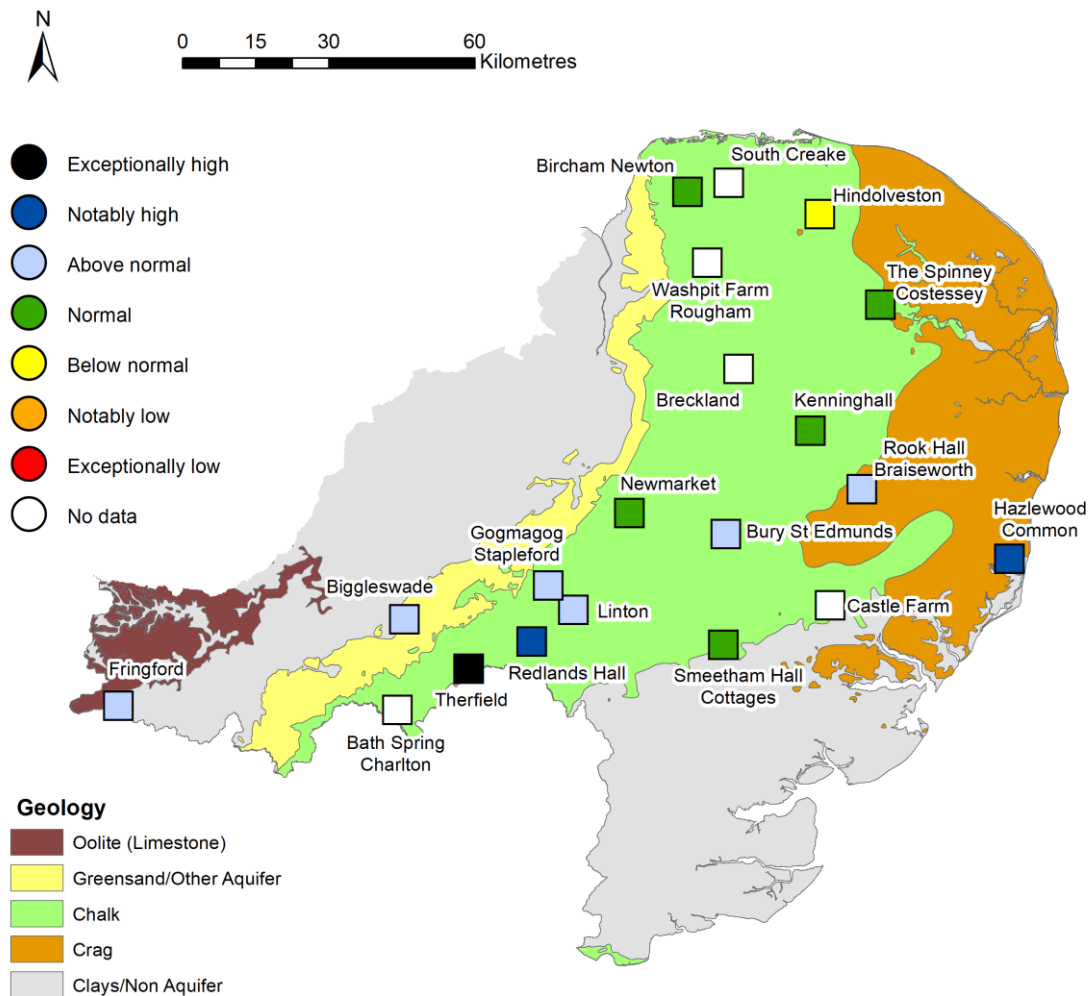 N
0 15 30 60
Kilometres
Exceptionally high
Notably high
Above normal
Normal
Below normal
Notably low
Exceptionally low
No data
Bircham Newton
South Creake
Hindolveston
Washpit Farm
Rougham
The Spinney
Costessey
Breckland
Kenninghall
Rook Hall
Braiseworth
Newmarket
Hazlewood
Common
Gogmagog
Stapleford
Bury St Edmunds
Biggleswade
Linton
Castle Farm
Fringford
Redlands Hall
Smeetham Hall
Cottages
Therfield
Bath Spring
Charlton
Geology
Oolite (Limestone)
Greensand/Other Aquifer
Chalk
Crag
Clays/Non Aquifer